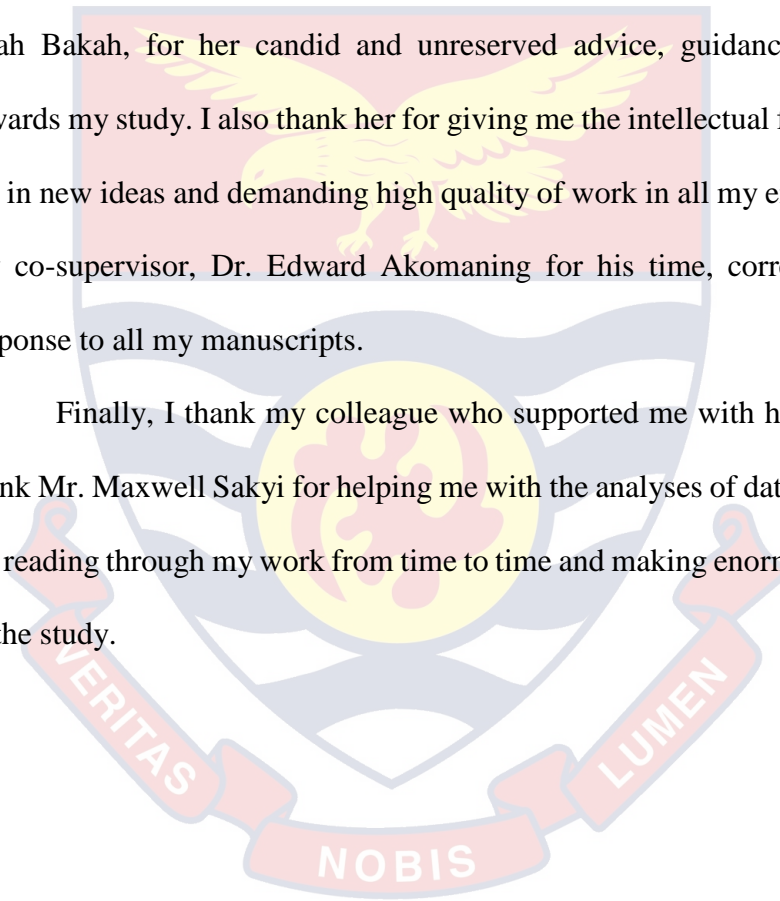 ah Bakah, for her candid and unreserved advice, guidanc
wards my study. I also thank her for giving me the intellectual f
in new ideas and demanding high quality of work in all my e
co-supervisor, Dr. Edward Akomaning for his time, corre
ponse to all my manuscripts.
Finally, I thank my colleague who supported me with h
nk Mr. Maxwell Sakyi for helping me with the analyses of dat
reading through my work from time to time and making enorm
the study.
VERITAS
NOBIS
LUMEN